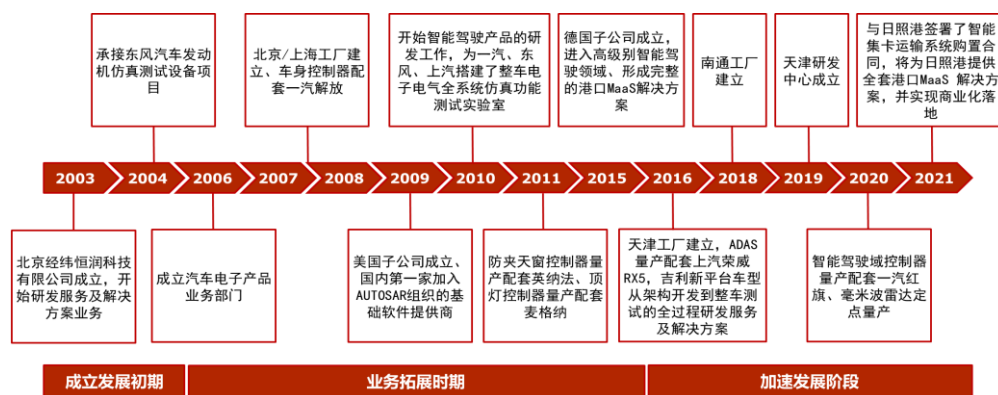 承接东风汽车发动
机仿真测试设备项
目
北京/上海工厂建
立、车身控制器配
套一汽解放
开始智能驾驶产品的研
发工作，为一汽、东
风、上汽搭建了整车电
子电气全系统仿真功能
测试实验室
德国子公司成立，
进入高级别智能驾
驶领域、形成完整
的港口MaaS解决方
案
南通工厂
建立
天津研发
中心成立
与日照港签署了智能
集卡运输系统购置合
同，将为日照港提供
全套港口MaaS 解决方
案，并实现商业化落
地
2003
2004
2006
2007
2008
2009
2010
2011
2015
2016
2018
2019
2020
2021
北京经纬恒润科技
有限公司成立，开
始研发服务及解决
方案业务
成立汽车电子产品
业务部门
美国子公司成立、
国内第一家加入
AUTOSAR组织的基
础软件提供商
防夹天窗控制器量
产配套英纳法、顶
灯控制器量产配套
麦格纳
天津工厂建立，ADAS
量产配套上汽荣威
RX5，吉利新平台车型
从架构开发到整车测
试的全过程研发服务
及解决方案
智能驾驶域控制器
量产配套一汽红
旗、毫米波雷达定
点量产
成立发展初期
业务拓展时期
加速发展阶段